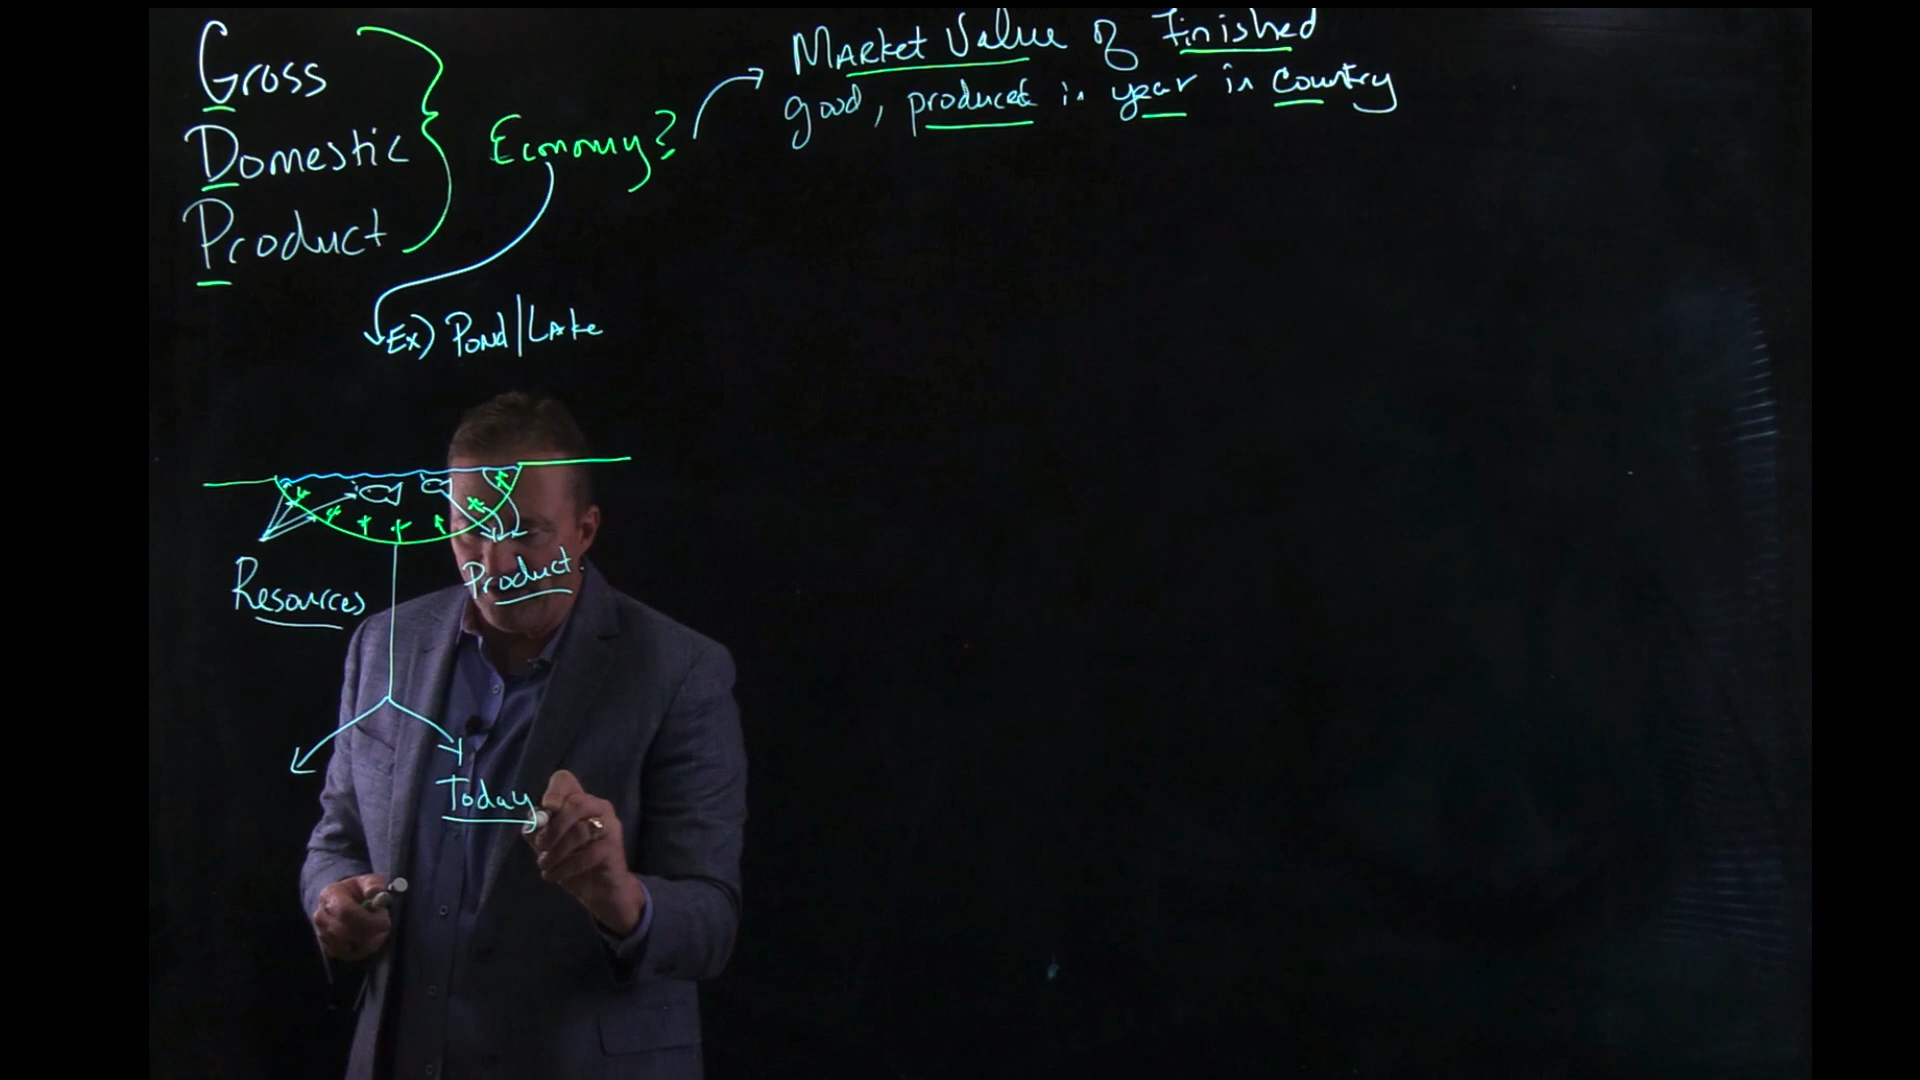 Gross
Domestic
Product
Economy?
Market Value of Finished
good, produced in year in country
Ex) Pond/Lake
Resources
Product.
Today